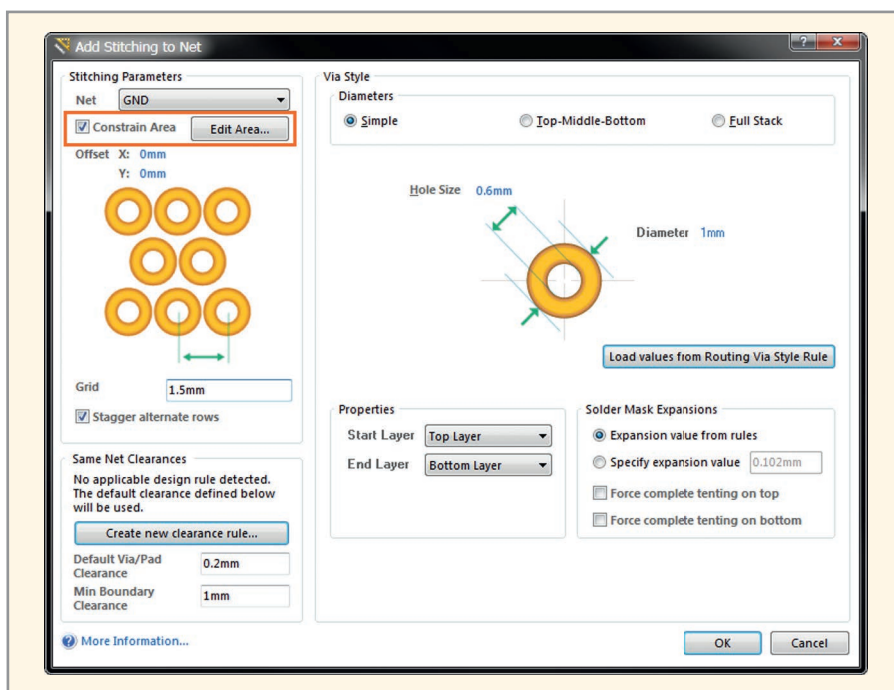 Add Stitching to Net
Stitching Parameters
Net GND
Constrain Area Edit Area...
Offset X: 0mm
Y: 0mm
Grid 1.5mm
Stagger alternate rows
Same Net Clearances
No applicable design rule detected.
The default clearance defined below
will be used.
Create new clearance rule...
Default Via/Pad
Clearance
0.2mm
Min Boundary
Clearance
1mm
More Information...
Via Style
Diameters
Simple Top-Middle-Bottom Full Stack
Hole Size 0.6mm
Diameter 1mm
Load values from Routing Via Style Rule
Properties
Start Layer Top Layer
End Layer Bottom Layer
Solder Mask Expansions
Expansion value from rules
Specify expansion value 0.102mm
Force complete tenting on top
Force complete tenting on bottom
OK Cancel